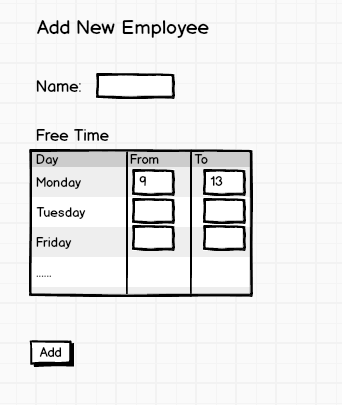 Add New Employee
Name:
Free Time
Day From To
Monday 9 13
Tuesday
Friday
......
Add